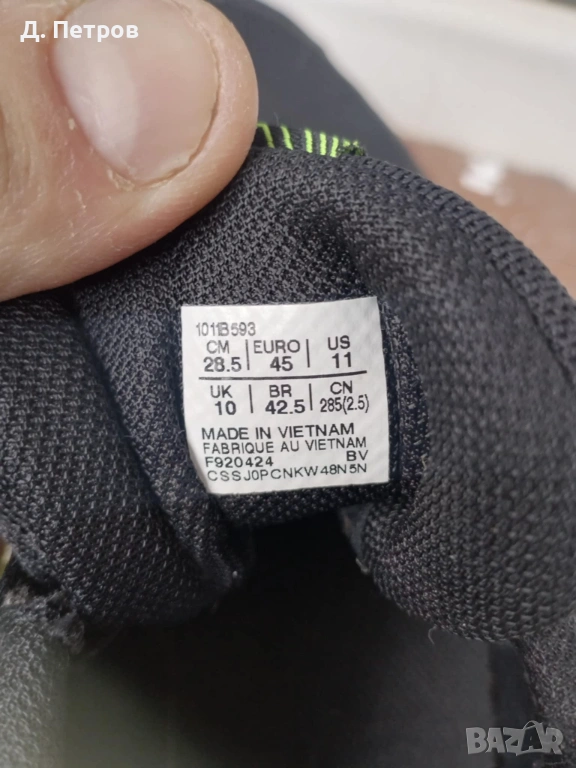 Д. Петров
1011B593
CM | EURO | US
28.5 | 45 | 11
UK | BR | CN
10 | 42.5 | 285(2.5)
MADE IN VIETNAM
FABRIQUE AU VIETNAM
F920424 BV
CSSJ0PCNKW48N5N
BAZAR